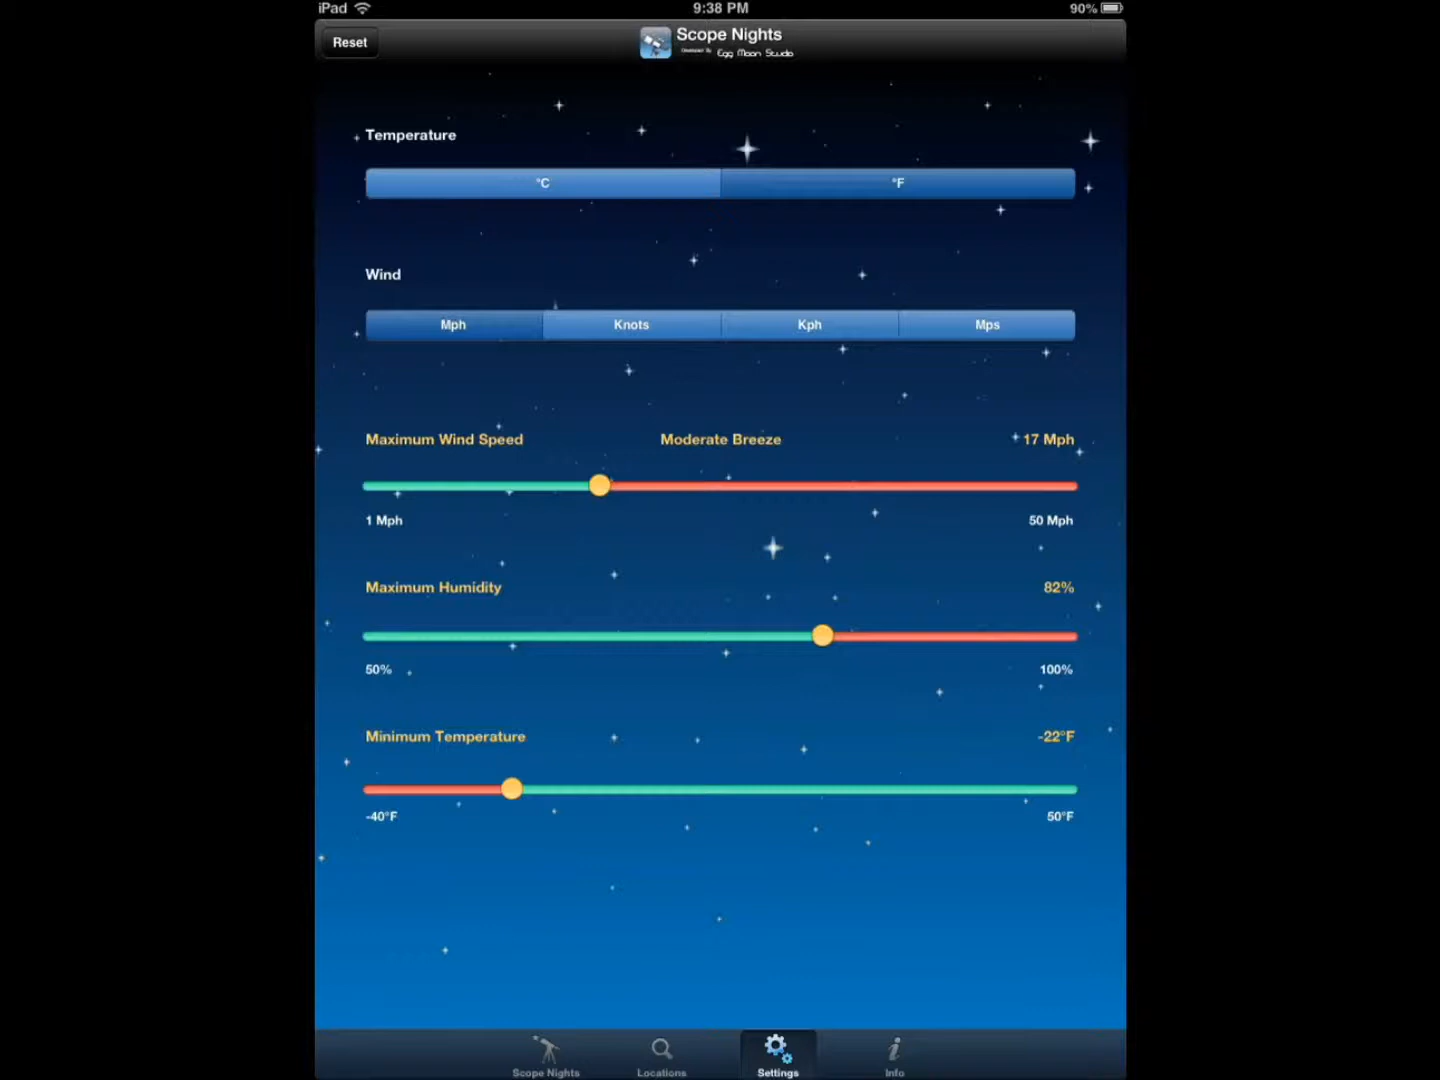 iPad 9:38 PM 90%
Reset
Scope Nights
Developed By Egg Moon Studio
Temperature
°C °F
Wind
Mph Knots Kph Mps
Maximum Wind Speed Moderate Breeze 17 Mph
1 Mph 50 Mph
Maximum Humidity 82%
50% 100%
Minimum Temperature -22°F
-40°F 50°F
Scope Nights Locations Settings Info